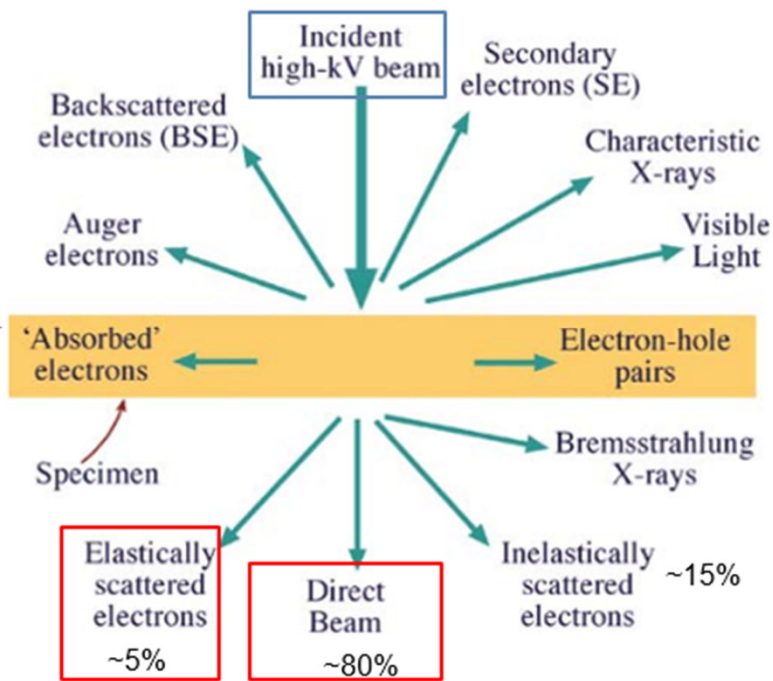 Incident
high-kV beam
Secondary
electrons (SE)
Backscattered
electrons (BSE)
Characteristic
X-rays
Auger
electrons
Visible
Light
‘Absorbed’
electrons
Electron-hole
pairs
Specimen
Bremsstrahlung
X-rays
Elastically
scattered
electrons
~5%
Direct
Beam
~80%
Inelastically
scattered
electrons
~15%